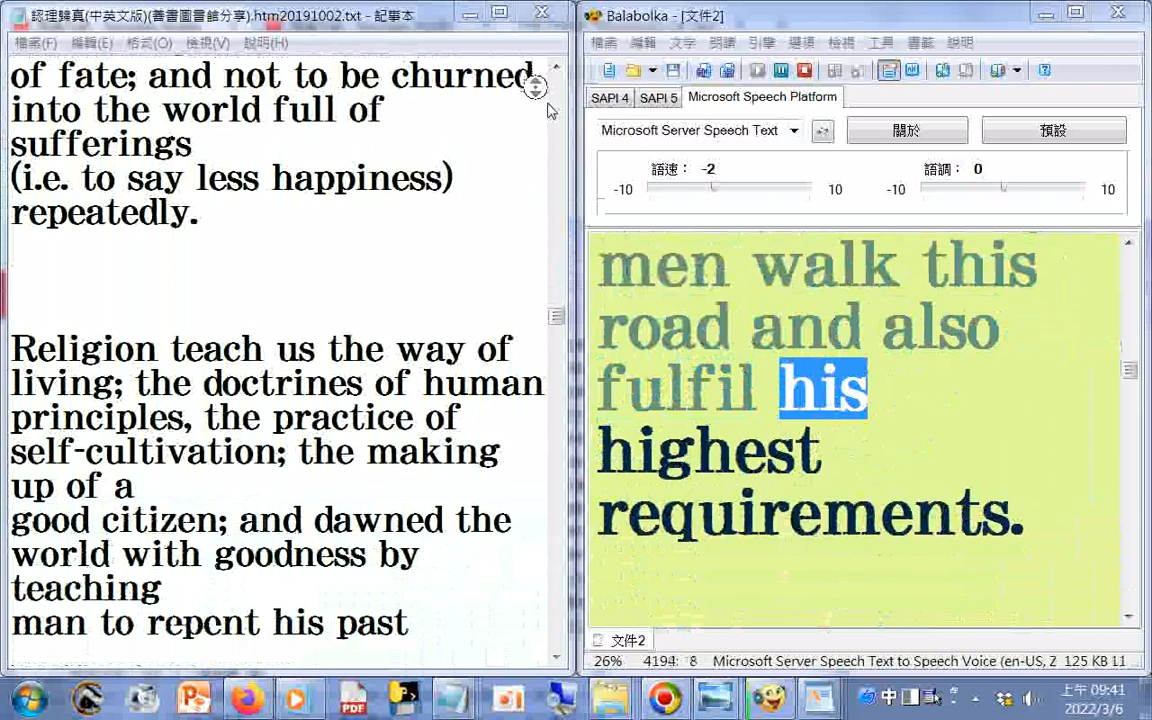 認理歸真(中英文版)(善書圖書館分享).htm20191002.txt - 記事本
檔案(F) 編輯(E) 格式(O) 檢視(V) 說明(H)
of fate; and not to be churned
into the world full of
sufferings
(i.e. to say less happiness)
repeatedly.
Religion teach us the way of
living; the doctrines of human
principles, the practice of
self-cultivation; the making
up of a
good citizen; and dawned the
world with goodness by
teaching
man to repent his past
Balabolka - [文件2]
檔案 編輯 文字 朗讀 引擎 選項 檢視 工具 書籤 說明
SAPI 4 SAPI 5 Microsoft Speech Platform
Microsoft Server Speech Text 關於 預設
語速： -2 語調： 0
-10 10 -10 10
men walk this
road and also
fulfil his
highest
requirements.
文件2
26% 4194: 8 Microsoft Server Speech Text to Speech Voice (en-US, Z 125 KB 11
PDF 中 上午 09:41
2022/3/6